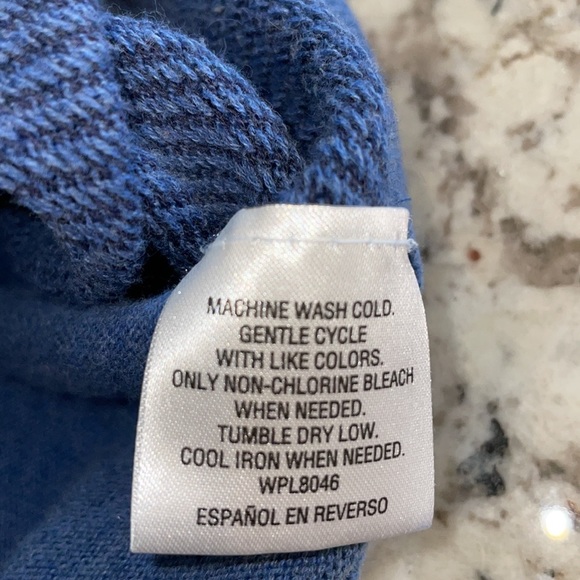 MACHINE WASH COLD.
GENTLE CYCLE
WITH LIKE COLORS.
ONLY NON-CHLORINE BLEACH
WHEN NEEDED.
TUMBLE DRY LOW.
COOL IRON WHEN NEEDED.
WPL8046
ESPAÑOL EN REVERSO